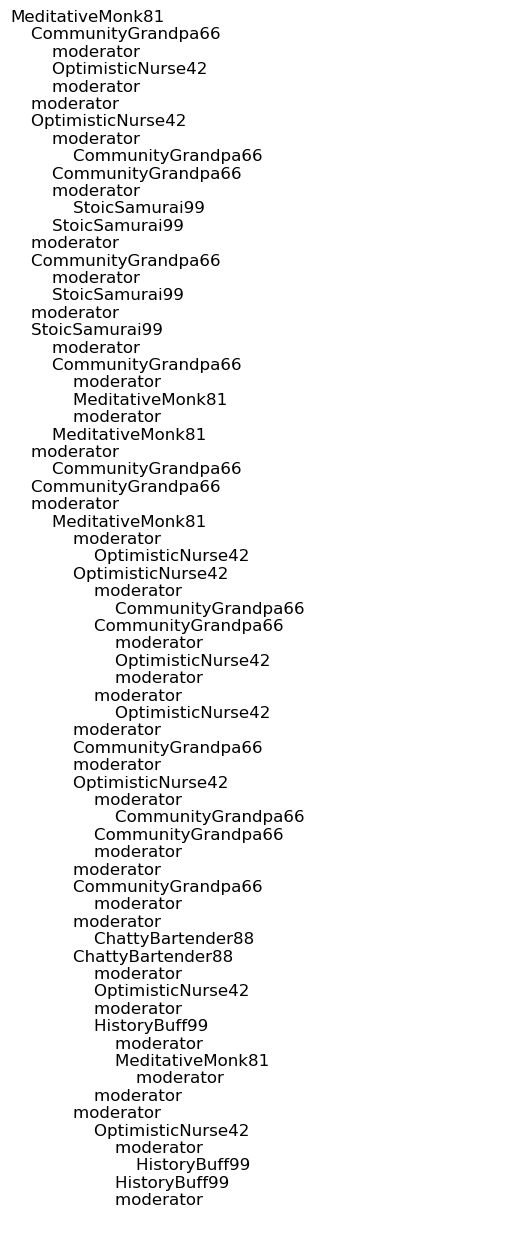 MeditativeMonk81
    CommunityGrandpa66
        moderator
        OptimisticNurse42
        moderator
    moderator
    OptimisticNurse42
        moderator
            CommunityGrandpa66
        CommunityGrandpa66
        moderator
            StoicSamurai99
        StoicSamurai99
    moderator
    CommunityGrandpa66
        moderator
        StoicSamurai99
    moderator
    StoicSamurai99
        moderator
        CommunityGrandpa66
            moderator
            MeditativeMonk81
            moderator
        MeditativeMonk81
    moderator
        CommunityGrandpa66
    CommunityGrandpa66
    moderator
        MeditativeMonk81
            moderator
                OptimisticNurse42
            OptimisticNurse42
                moderator
                    CommunityGrandpa66
                CommunityGrandpa66
                    moderator
                    OptimisticNurse42
                    moderator
                moderator
                    OptimisticNurse42
            moderator
            CommunityGrandpa66
            moderator
            OptimisticNurse42
                moderator
                    CommunityGrandpa66
                CommunityGrandpa66
                moderator
            moderator
            CommunityGrandpa66
                moderator
            moderator
                ChattyBartender88
            ChattyBartender88
                moderator
                OptimisticNurse42
                moderator
                HistoryBuff99
                    moderator
                    MeditativeMonk81
                        moderator
                moderator
            moderator
                OptimisticNurse42
                    moderator
                        HistoryBuff99
                    HistoryBuff99
                    moderator